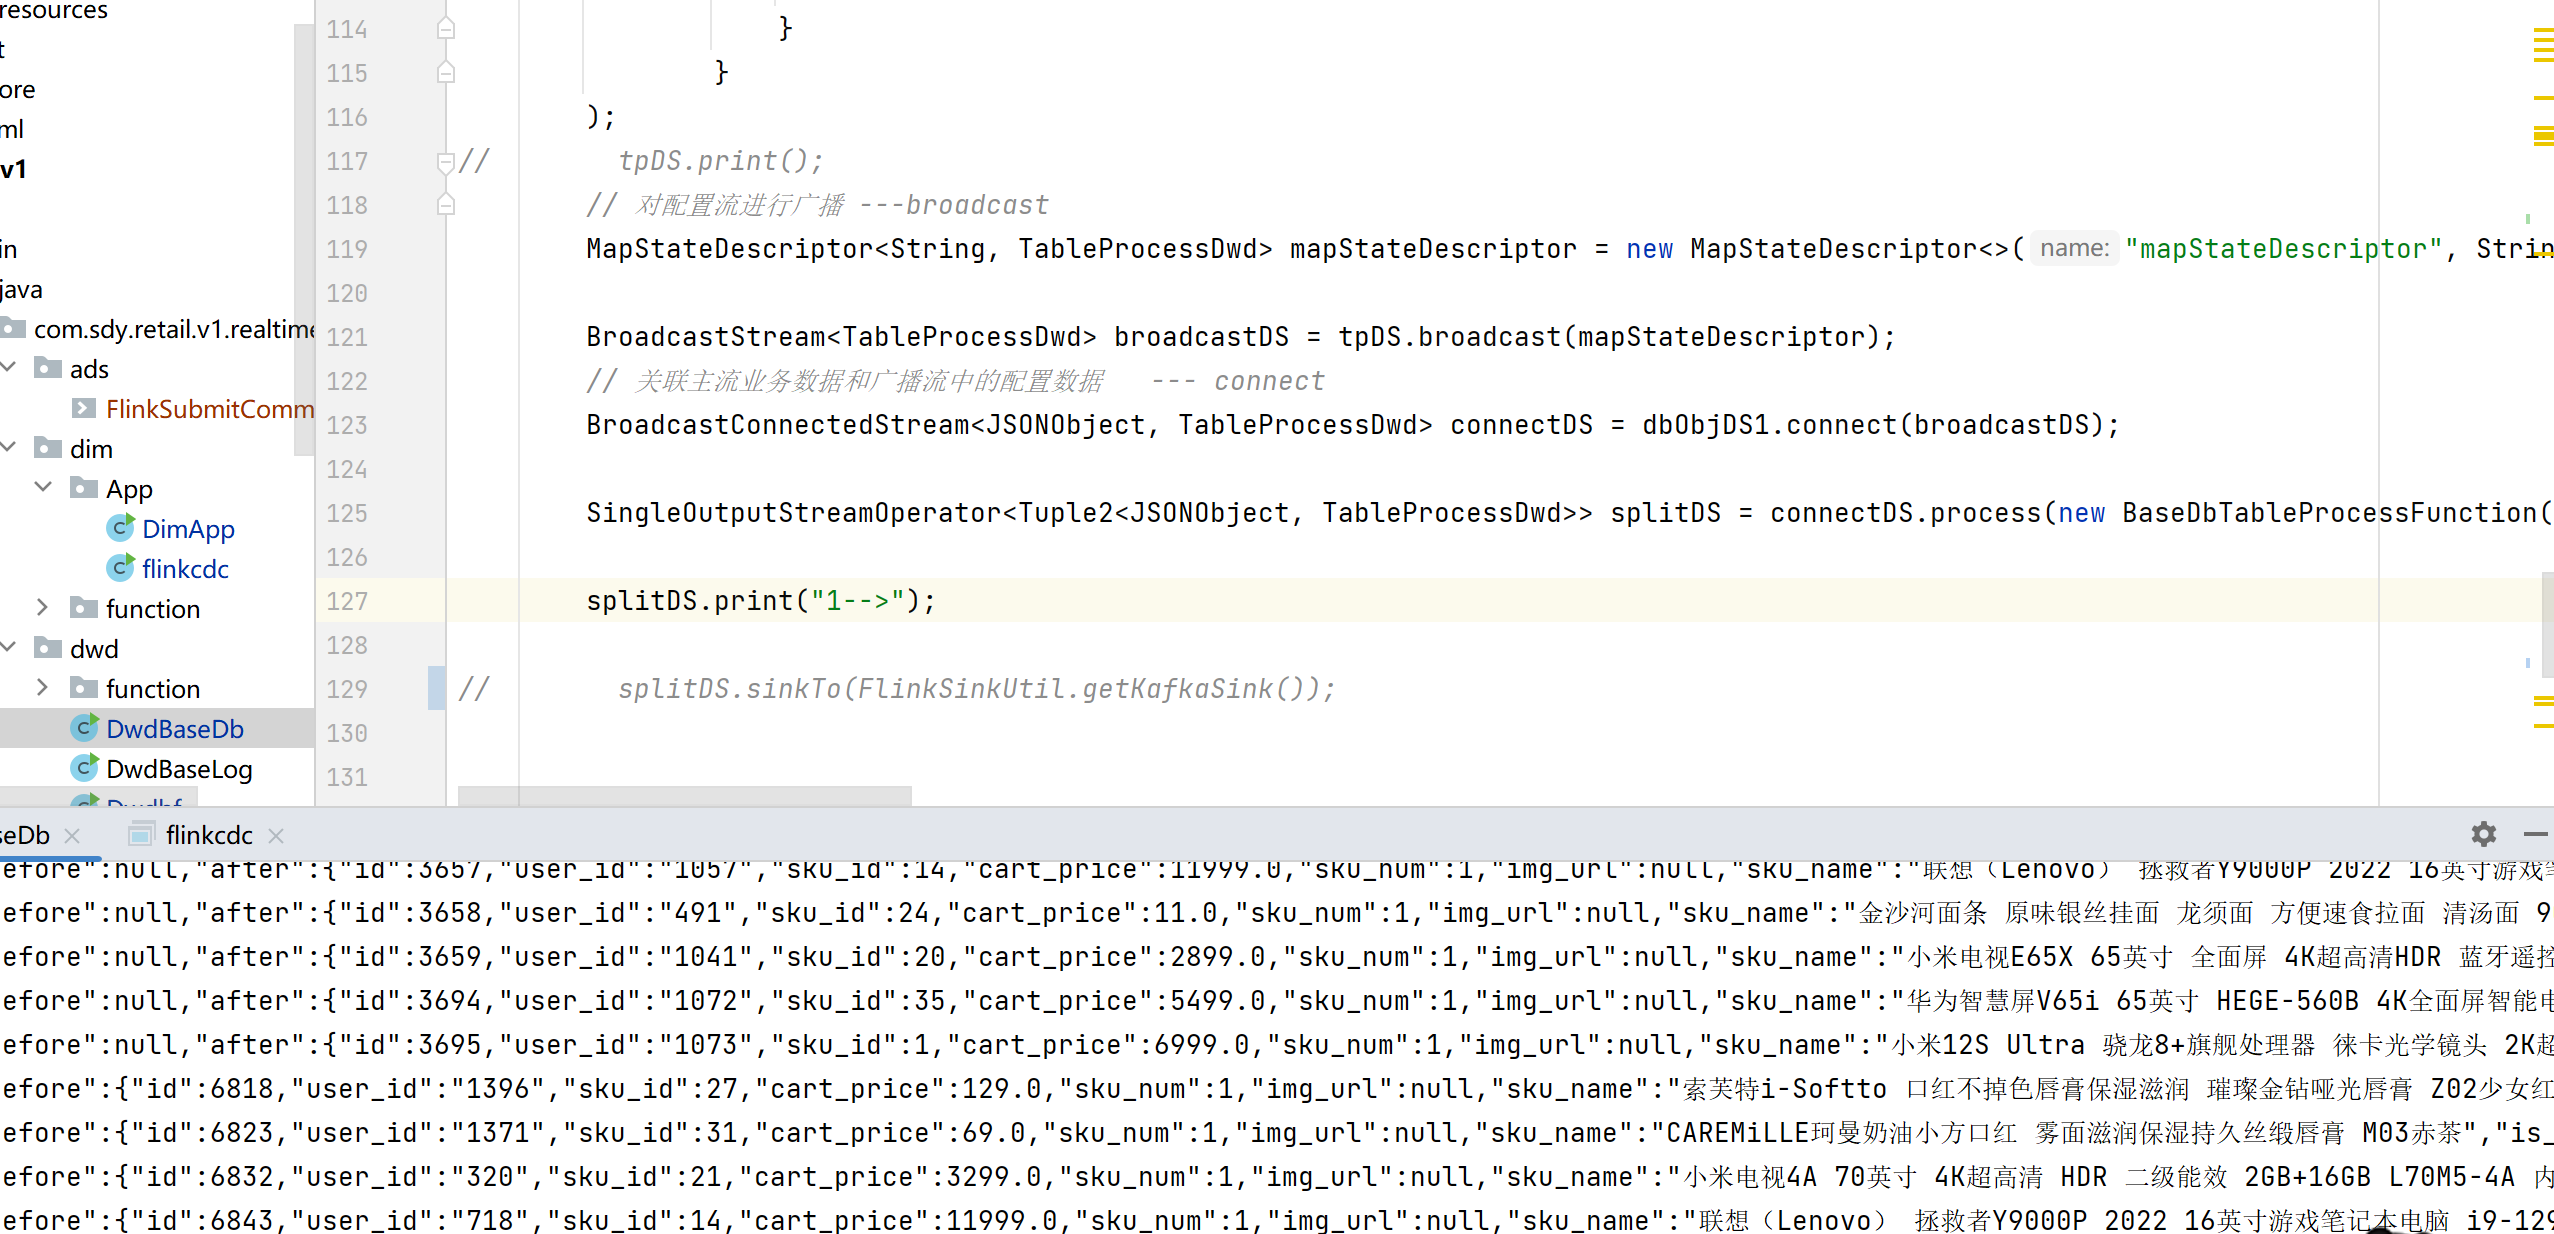 resources
t
ore
ml
v1
in
java
com.sdy.retail.v1.realtime
ads
FlinkSubmitComm
dim
App
DimApp
flinkcdc
function
dwd
function
DwdBaseDb
DwdBaseLog
114 }
115 }
116 );
117 // tpDS.print();
118 // 对配置流进行广播 ---broadcast
119 MapStateDescriptor<String, TableProcessDwd> mapStateDescriptor = new MapStateDescriptor<>( name: "mapStateDescriptor", Strin
120
121 BroadcastStream<TableProcessDwd> broadcastDS = tpDS.broadcast(mapStateDescriptor);
122 // 关联主流业务数据和广播流中的配置数据 --- connect
123 BroadcastConnectedStream<JSONObject, TableProcessDwd> connectDS = dbObjDS1.connect(broadcastDS);
124
125 SingleOutputStreamOperator<Tuple2<JSONObject, TableProcessDwd>> splitDS = connectDS.process(new BaseDbTableProcessFunction(
126
127 splitDS.print("1-->");
128
129 // splitDS.sinkTo(FlinkSinkUtil.getKafkaSink());
130
131
seDb flinkcdc
efore":null,"after":{"id":3657,"user_id":"1057","sku_id":14,"cart_price":11999.0,"sku_num":1,"img_url":null,"sku_name":"联想（Lenovo） 拯救者Y9000P 2022 16英寸游戏笔
efore":null,"after":{"id":3658,"user_id":"491","sku_id":24,"cart_price":11.0,"sku_num":1,"img_url":null,"sku_name":"金沙河面条 原味银丝挂面 龙须面 方便速食拉面 清汤面 9
efore":null,"after":{"id":3659,"user_id":"1041","sku_id":20,"cart_price":2899.0,"sku_num":1,"img_url":null,"sku_name":"小米电视E65X 65英寸 全面屏 4K超高清HDR 蓝牙遥控
efore":null,"after":{"id":3694,"user_id":"1072","sku_id":35,"cart_price":5499.0,"sku_num":1,"img_url":null,"sku_name":"华为智慧屏V65i 65英寸 HEGE-560B 4K全面屏智能电
efore":null,"after":{"id":3695,"user_id":"1073","sku_id":1,"cart_price":6999.0,"sku_num":1,"img_url":null,"sku_name":"小米12S Ultra 骁龙8+旗舰处理器 徕卡光学镜头 2K超
efore":{"id":6818,"user_id":"1396","sku_id":27,"cart_price":129.0,"sku_num":1,"img_url":null,"sku_name":"索芙特i-Softto 口红不掉色唇膏保湿滋润 璀璨金钻哑光唇膏 Z02少女红
efore":{"id":6823,"user_id":"1371","sku_id":31,"cart_price":69.0,"sku_num":1,"img_url":null,"sku_name":"CAREMiLLE珂曼奶油小方口红 雾面滋润保湿持久丝缎唇膏 M03赤茶","is_
efore":{"id":6832,"user_id":"320","sku_id":21,"cart_price":3299.0,"sku_num":1,"img_url":null,"sku_name":"小米电视4A 70英寸 4K超高清 HDR 二级能效 2GB+16GB L70M5-4A 内
efore":{"id":6843,"user_id":"718","sku_id":14,"cart_price":11999.0,"sku_num":1,"img_url":null,"sku_name":"联想（Lenovo） 拯救者Y9000P 2022 16英寸游戏笔记本电脑 i9-129